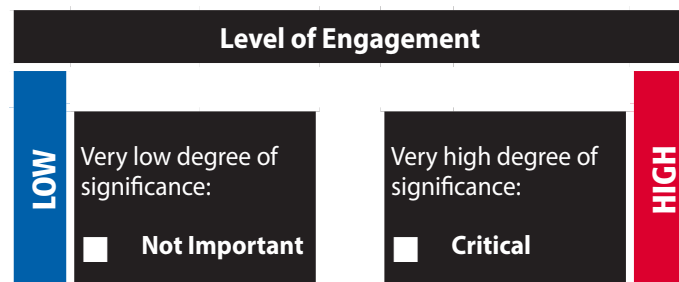 Level of Engagement
LOW
Very low degree of
significance:
Not Important
Very high degree of
significance:
Critical
HIGH